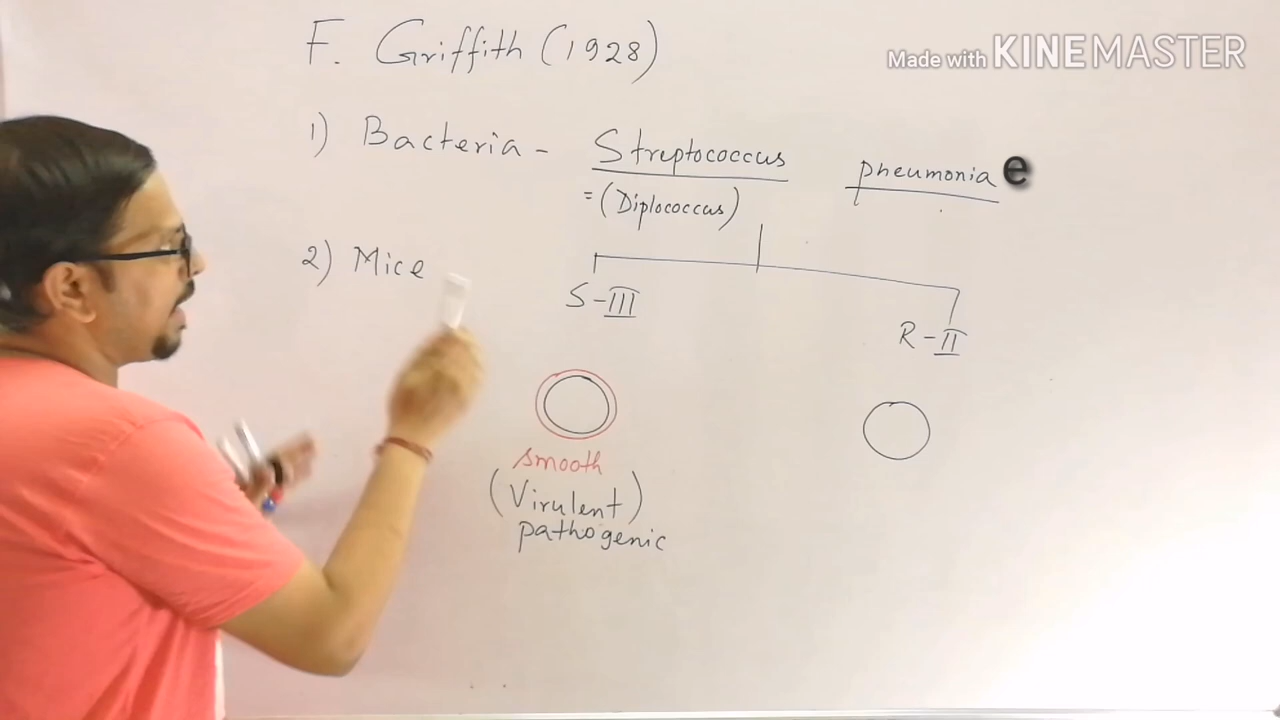 F. Griffith (1928)
Made with KINEMASTER
1) Bacteria - Streptococcus pneumoniae
= (Diplococcus)
2) Mice
S-III
R-II
smooth
(Virulent)
pathogenic